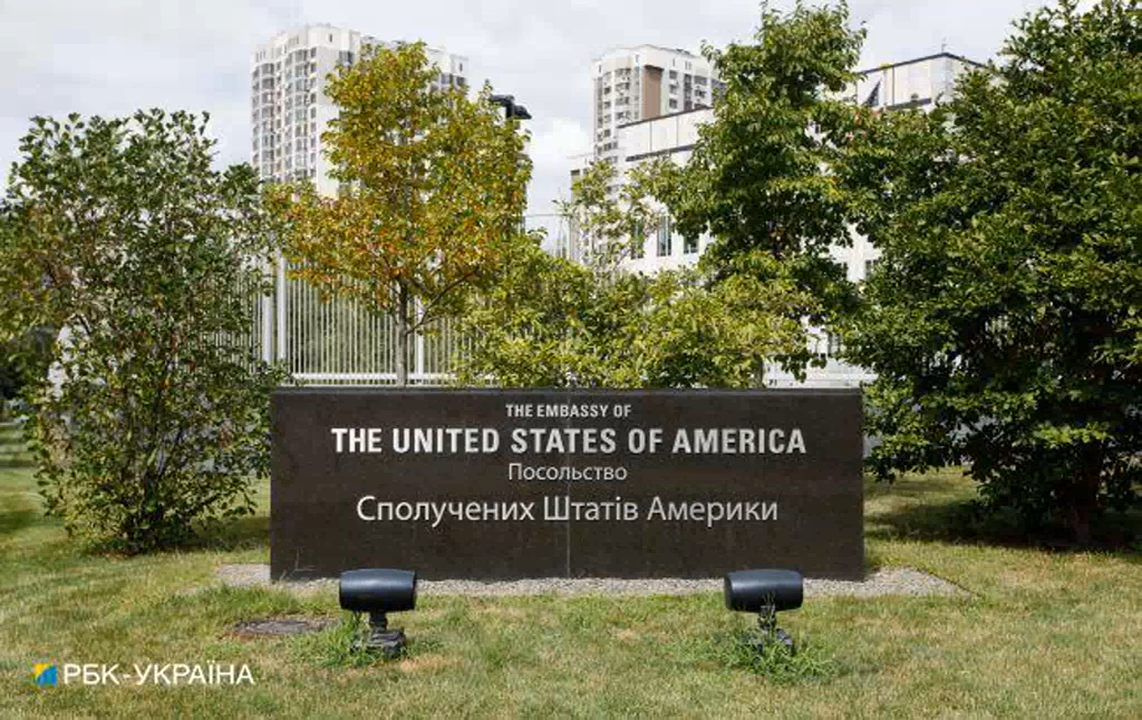 THE EMBASSY OF
THE UNITED STATES OF AMERICA
Посольство
Сполучених Штатів Америки
РБК-УКРАЇНА